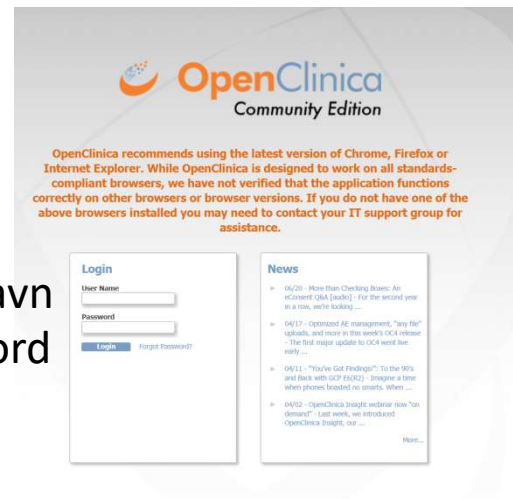 OpenClinica
Community Edition
OpenClinica recommends using the latest version of Chrome, Firefox or
Internet Explorer. While OpenClinica is designed to work on all standards-
compliant browsers, we have not verified that the application functions
correctly on other browsers or browser versions. If you do not have one of the
above browsers installed you may need to contact your IT support group for
assistance.
avn
ord
Login
User Name
Password
Login Forgot Password?
News
06/20 - More than Checking Boxes: An
eConsent Q&A [audio] - For the second year
in a row, we're looking ...
04/17 - Optimized AE management, "any file"
uploads, and more in this week's OC4 release
- The first major update to OC4 went live
early ...
04/11 - "You've Got Findings!": To the 90's
and Back with GCP E6(R2) - Imagine a time
when phones boasted no smarts. When ...
04/02 - OpenClinica Insight webinar now "on
demand" - Last week, we introduced
OpenClinica Insight, our ...
More...